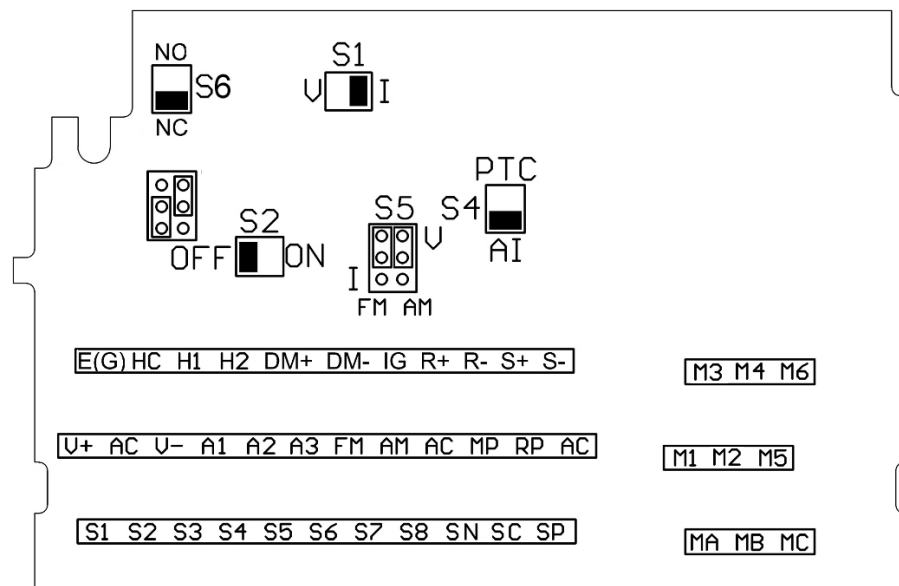 NO
S6
NC
S1
V I
PTC
S4
AI
S2
OFF ON
S5
V
I
FM AM
E(G) HC H1 H2 DM+ DM- IG R+ R- S+ S-
M3 M4 M6
V+ AC V- A1 A2 A3 FM AM AC MP RP AC
M1 M2 M5
S1 S2 S3 S4 S5 S6 S7 S8 SN SC SP
MA MB MC